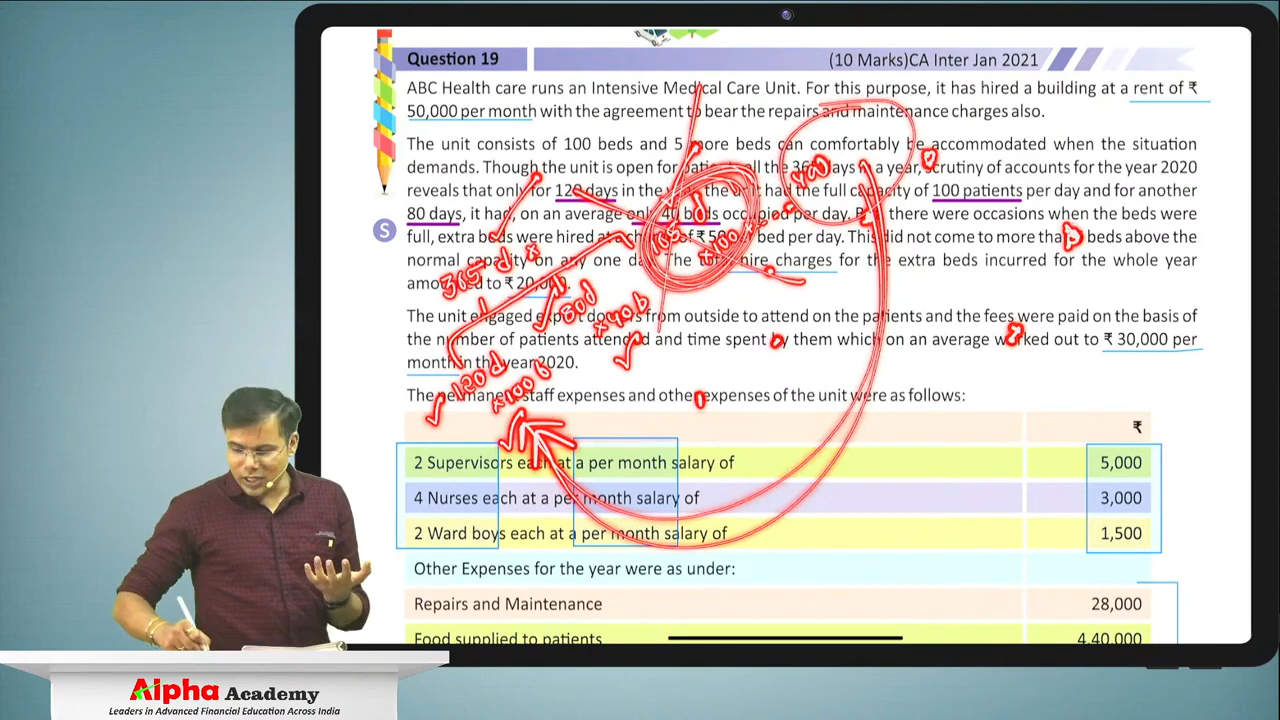 Question 19
(10 Marks)CA Inter Jan 2021
ABC Health care runs an Intensive Medical Care Unit. For this purpose, it has hired a building at a rent of ₹
50,000 per month with the agreement to bear the repairs and maintenance charges also.
The unit consists of 100 beds and 5 more beds can comfortably be accommodated when the situation
demands. Though the unit is open for patients all the days in a year, scrutiny of accounts for the year 2020
reveals that only for 120 days in the the unit had the full capacity of 100 patients per day and for another
S
80 days, it had, on an average only 40 beds occupied per day. there were occasions when the beds were
full, extra beds were hired at of ₹ bed per day. This did not come to more than beds above the
normal capacity on any one The hire charges for the extra beds incurred for the whole year
to ₹
The unit engaged expert from outside to attend on the patients and the fees were paid on the basis of
the number of patients attended and time spent by them which on an average worked out to ₹ 30,000 per
month in the year 2020.
The permanent staff expenses and other expenses of the unit were as follows:
₹
2 Supervisors each at a per month salary of 5,000
4 Nurses each at a per month salary of 3,000
2 Ward boys each at a per month salary of 1,500
Other Expenses for the year were as under:
Repairs and Maintenance 28,000
Food supplied to patients 4,40,000
365 d
80d
×40b
120d
×100 b
×100
Alpha Academy
Leaders in Advanced Financial Education Across India